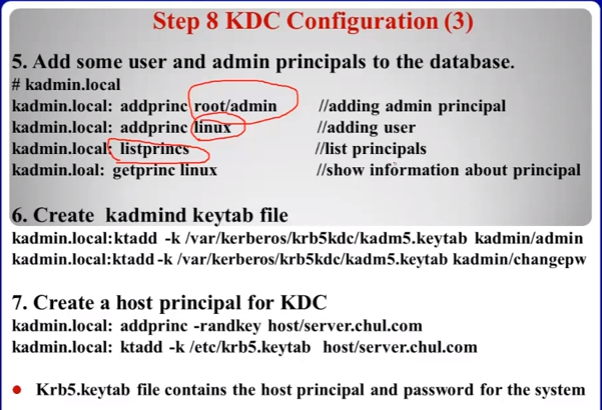 Step 8 KDC Configuration (3)
5. Add some user and admin principals to the database.
# kadmin.local
kadmin.local: addprinc root/admin //adding admin principal
kadmin.local: addprinc linux //adding user
kadmin.local: listprincs //list principals
kadmin.loal: getprinc linux //show information about principal
6. Create kadmind keytab file
kadmin.local:ktadd -k /var/kerberos/krb5kdc/kadm5.keytab kadmin/admin
kadmin.local:ktadd -k /var/kerberos/krb5kdc/kadm5.keytab kadmin/changepw
7. Create a host principal for KDC
kadmin.local: addprinc -randkey host/server.chul.com
kadmin.local: ktadd -k /etc/krb5.keytab host/server.chul.com
• Krb5.keytab file contains the host principal and password for the system